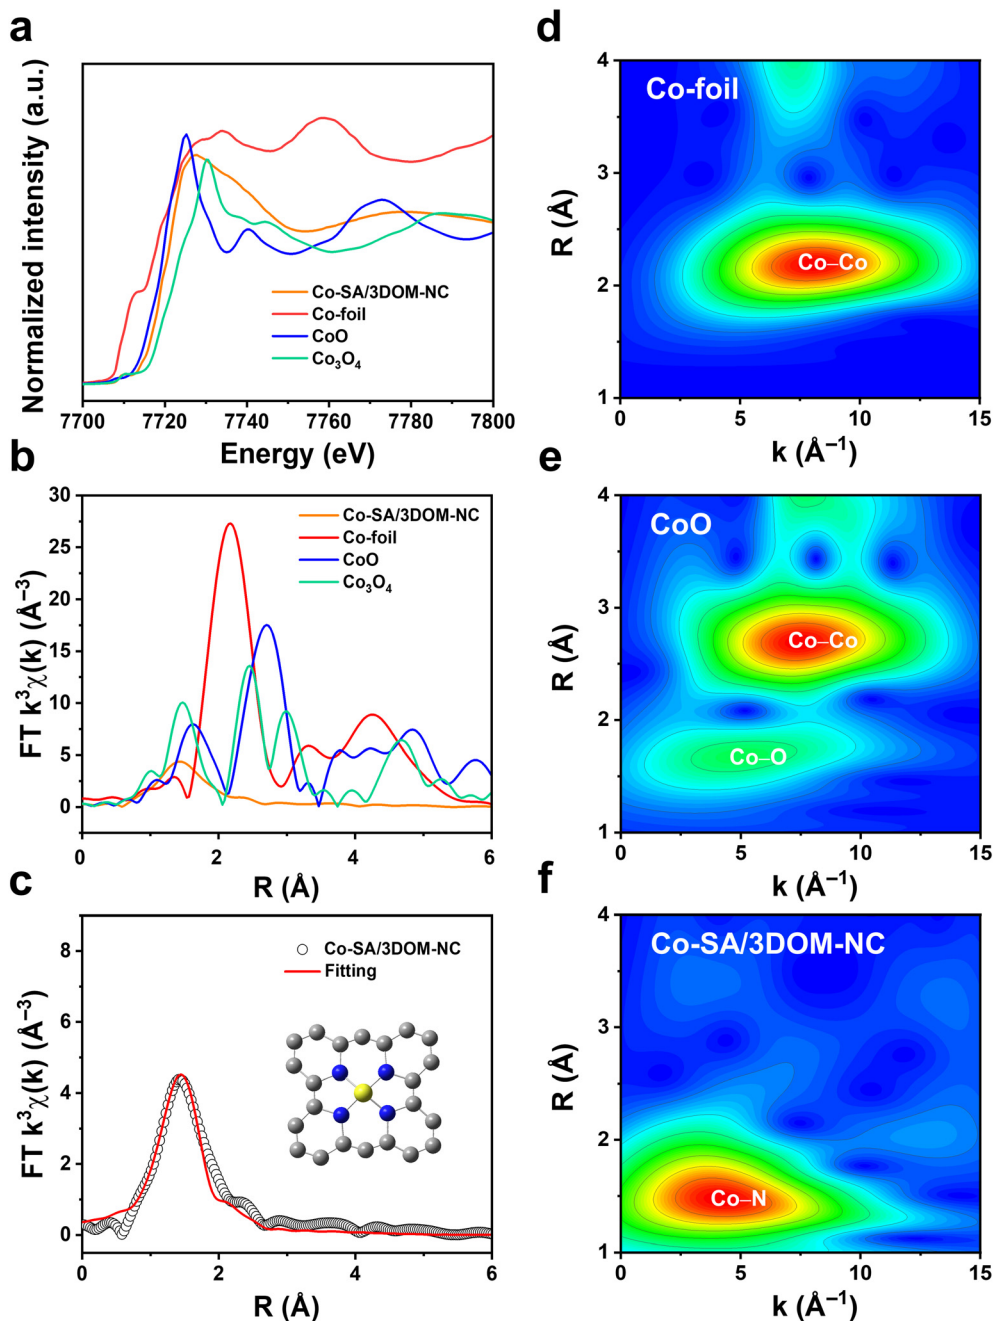 a
Normalized intensity (a.u.)
Co-SA/3DOM-NC
Co-foil
CoO
Co₃O₄
7700 7720 7740 7760 7780 7800
Energy (eV)
b
FT k³χ(k) (Å⁻³)
30
25
20
15
10
5
0
Co-SA/3DOM-NC
Co-foil
CoO
Co₃O₄
0 2 4 6
R (Å)
c
FT k³χ(k) (Å⁻³)
8
6
4
2
0
Co-SA/3DOM-NC
Fitting
0 2 4 6
R (Å)
d
R (Å)
4
3
2
1
Co-foil
Co–Co
0 5 10 15
k (Å⁻¹)
e
R (Å)
4
3
2
1
CoO
Co–Co
Co–O
0 5 10 15
k (Å⁻¹)
f
R (Å)
4
3
2
1
Co-SA/3DOM-NC
Co–N
0 5 10 15
k (Å⁻¹)